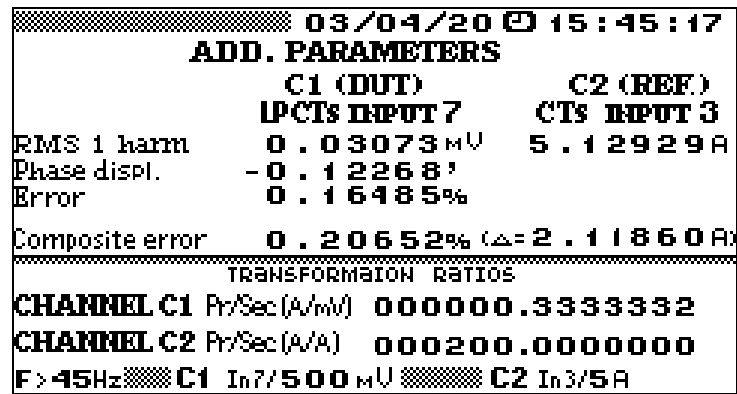 03/04/20 15:45:17
ADD. PARAMETERS
C1 (DUT) C2 (REF.)
LPCTs INPUT 7 CTs INPUT 3
RMS 1 harm 0.03073мV 5.12929A
Phase displ. -0.12268'
Error 0.16485%
Composite error 0.20652% (△=2.11860A)
TRANSFORMAION RATIOS
CHANNEL C1 Pr/Sec(A/mV) 000000.3333332
CHANNEL C2 Pr/Sec(A/A) 000200.0000000
F>45Hz C1 In7/500мV C2 In3/5A